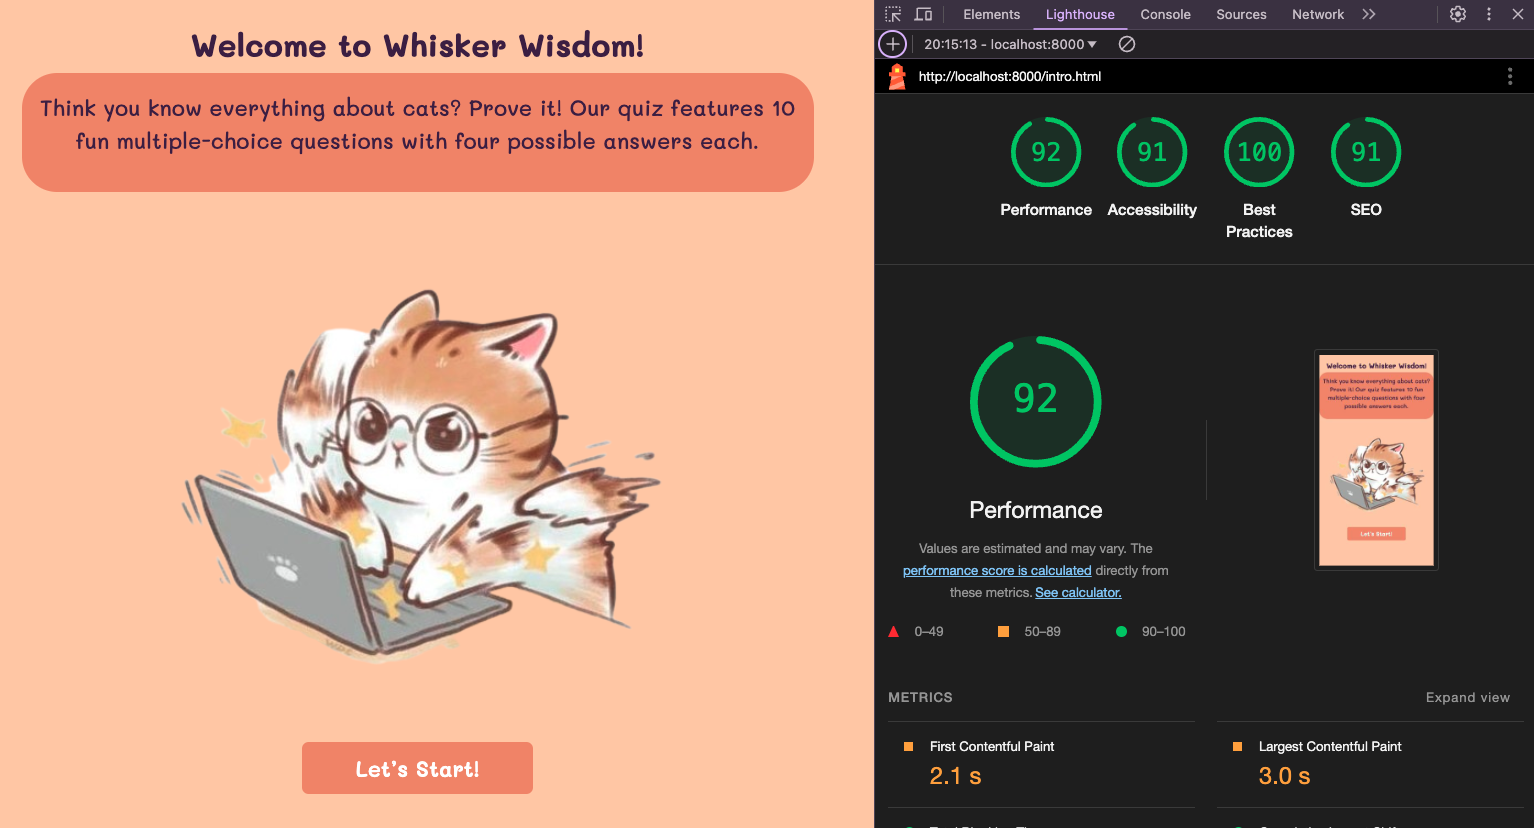 Welcome to Whisker Wisdom!
Think you know everything about cats? Prove it! Our quiz features 10
fun multiple-choice questions with four possible answers each.
Let's Start!
Elements Lighthouse Console Sources Network
20:15:13 - localhost:8000
http://localhost:8000/intro.html
92 91 100 91
Performance Accessibility Best SEO
Practices
92
Performance
Values are estimated and may vary. The
performance score is calculated directly from
these metrics. See calculator.
0–49 50–89 90–100
Welcome to Whisker Wisdom!
Think you know everything about cats?
Prove it! Our quiz features 10 fun
multiple-choice questions with four
possible answers each.
Let's Start!
METRICS Expand view
First Contentful Paint Largest Contentful Paint
2.1 s 3.0 s